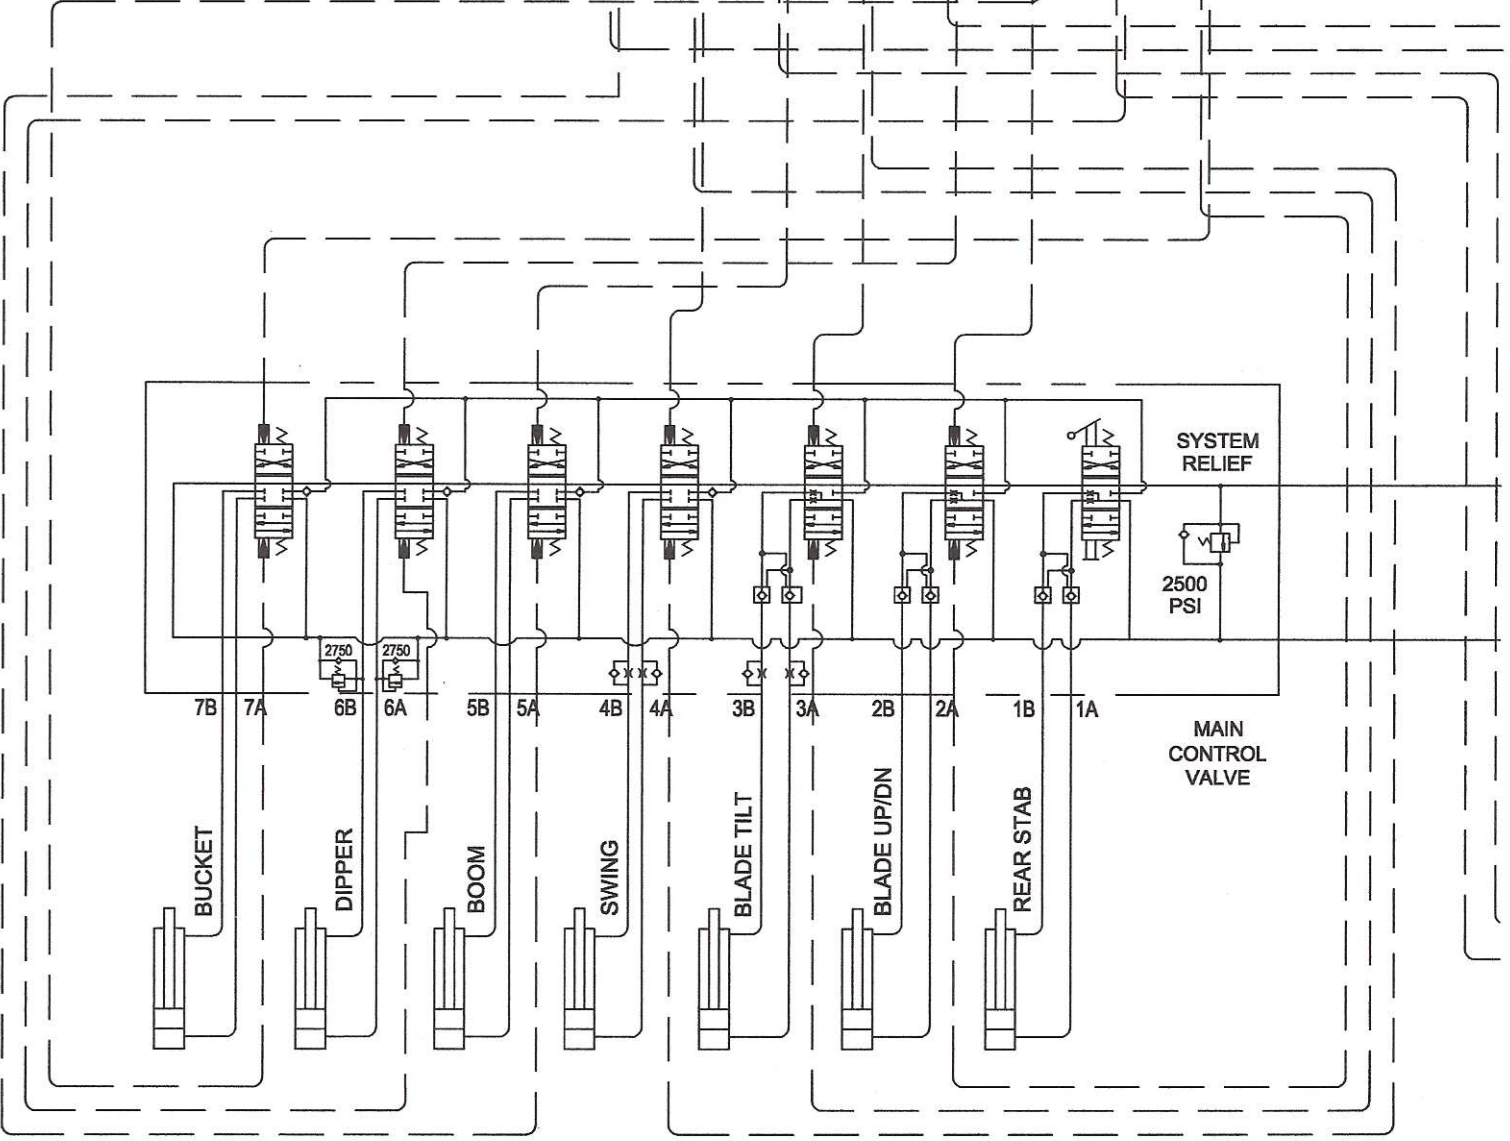 SYSTEM
RELIEF
2500
PSI
2750
2750
7B
7A
6B
6A
5B
5A
4B
4A
3B
3A
2B
2A
1B
1A
MAIN
CONTROL
VALVE
BUCKET
DIPPER
BOOM
SWING
BLADE TILT
BLADE UP/DN
REAR STAB